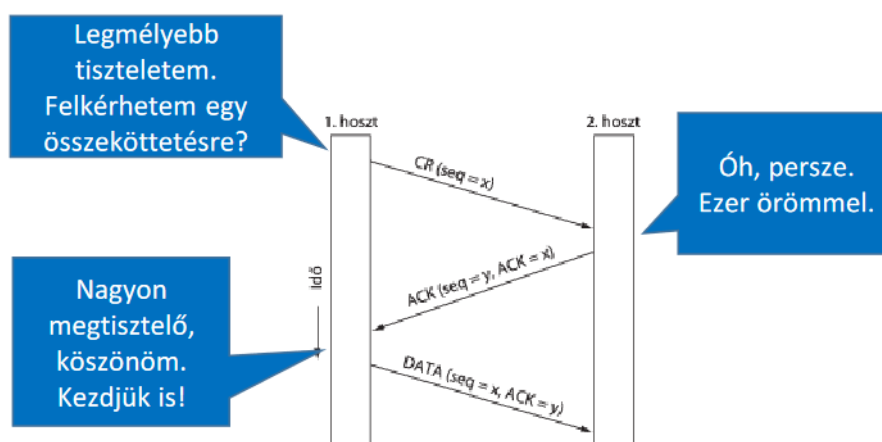 Legmélyebb
tiszteletem.
Felkérhetem egy
összeköttetésre?
1. hoszt
2. hoszt
CR (seq = x)
Óh, persze.
Ezer örömmel.
ACK (seq = y, ACK = x)
Idő
Nagyon
megtisztelő,
köszönöm.
Kezdjük is!
DATA (seq = x, ACK = y)